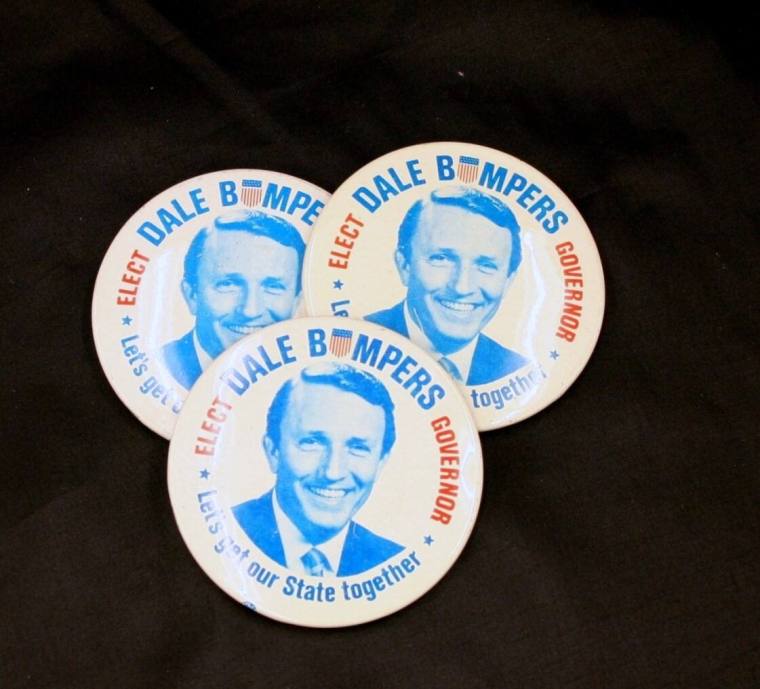 ELECT DALE BUMPERS GOVERNOR
Let's get our State together
ELECT DALE BUMPE
Let's get
ELECT DALE BUMPERS GOVERNOR
Le
together